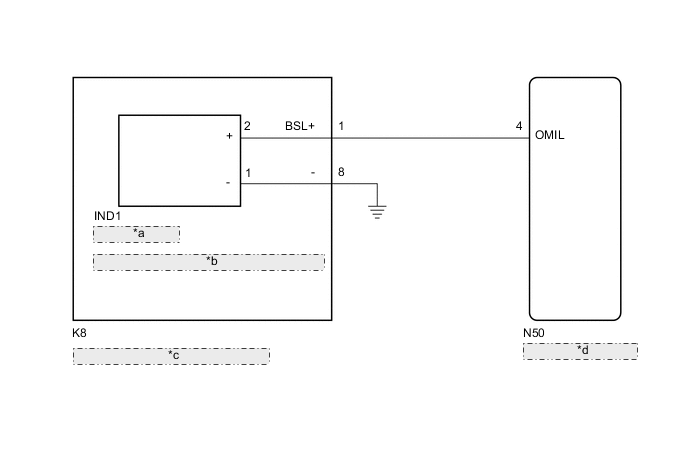 2 BSL+ 1 4
+ OMIL
1 - 8
-
IND1
*a
*b
K8 N50
*c *d